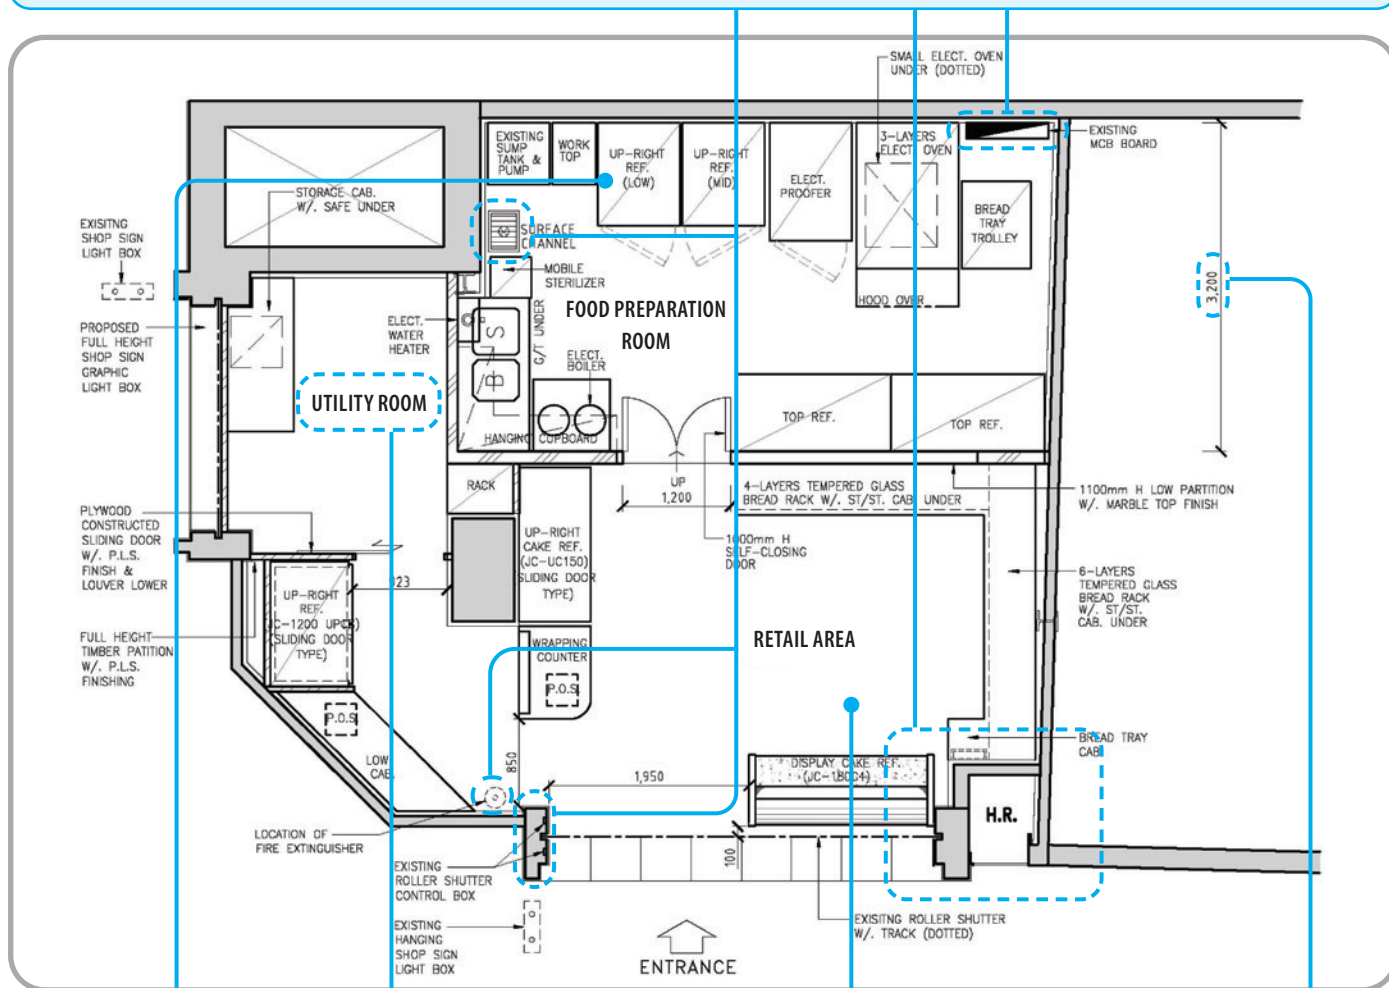 SMALL ELECT. OVEN
UNDER (DOTTED)
EXISTING
SUMP
TANK &
PUMP
WORK
TOP
UP-RIGHT
REF.
(LOW)
UP-RIGHT
REF.
(MID)
ELECT.
PROOFER
3-LAYERS
ELECT. OVEN
EXISTING
MCB BOARD
BREAD
TRAY
TROLLEY
STORAGE CAB.
W/. SAFE UNDER
EXISITNG
SHOP SIGN
LIGHT BOX
SURFACE
CHANNEL
MOBILE
STERILIZER
HOOD OVER
3,200
PROPOSED
FULL HEIGHT
SHOP SIGN
GRAPHIC
LIGHT BOX
ELECT.
WATER
HEATER
S
B
G/T UNDER
FOOD PREPARATION
ROOM
ELECT.
BOILER
UTILITY ROOM
HANGING CUPBOARD
TOP REF.
TOP REF.
RACK
UP
1,200
4-LAYERS TEMPERED GLASS
BREAD RACK W/. ST/ST. CAB. UNDER
1100mm H LOW PARTITION
W/. MARBLE TOP FINISH
PLYWOOD
CONSTRUCTED
SLIDING DOOR
W/. P.L.S.
FINISH &
LOUVER LOWER
UP-RIGHT
CAKE REF.
(JC-UC150)
SLIDING DOOR
TYPE)
1000mm H
SELF-CLOSING
DOOR
6-LAYERS
TEMPERED GLASS
BREAD RACK
W/. ST/ST.
CAB. UNDER
UP-RIGHT
REF.
JC-1200 UPCK)
(SLIDING DOOR
TYPE)
FULL HEIGHT
TIMBER PATITION
W/. P.L.S.
FINISHING
WRAPPING
COUNTER
P.O.S.
RETAIL AREA
P.O.S.
LOW
CAB.
850
1,950
DISPLAY CAKE REF.
BREAD TRAY
CAB.
H.R.
LOCATION OF
FIRE EXTINGUISHER
100
EXISTING
ROLLER SHUTTER
CONTROL BOX
EXISTING
HANGING
SHOP SIGN
LIGHT BOX
EXISITNG ROLLER SHUTTER
W/. TRACK (DOTTED)
ENTRANCE